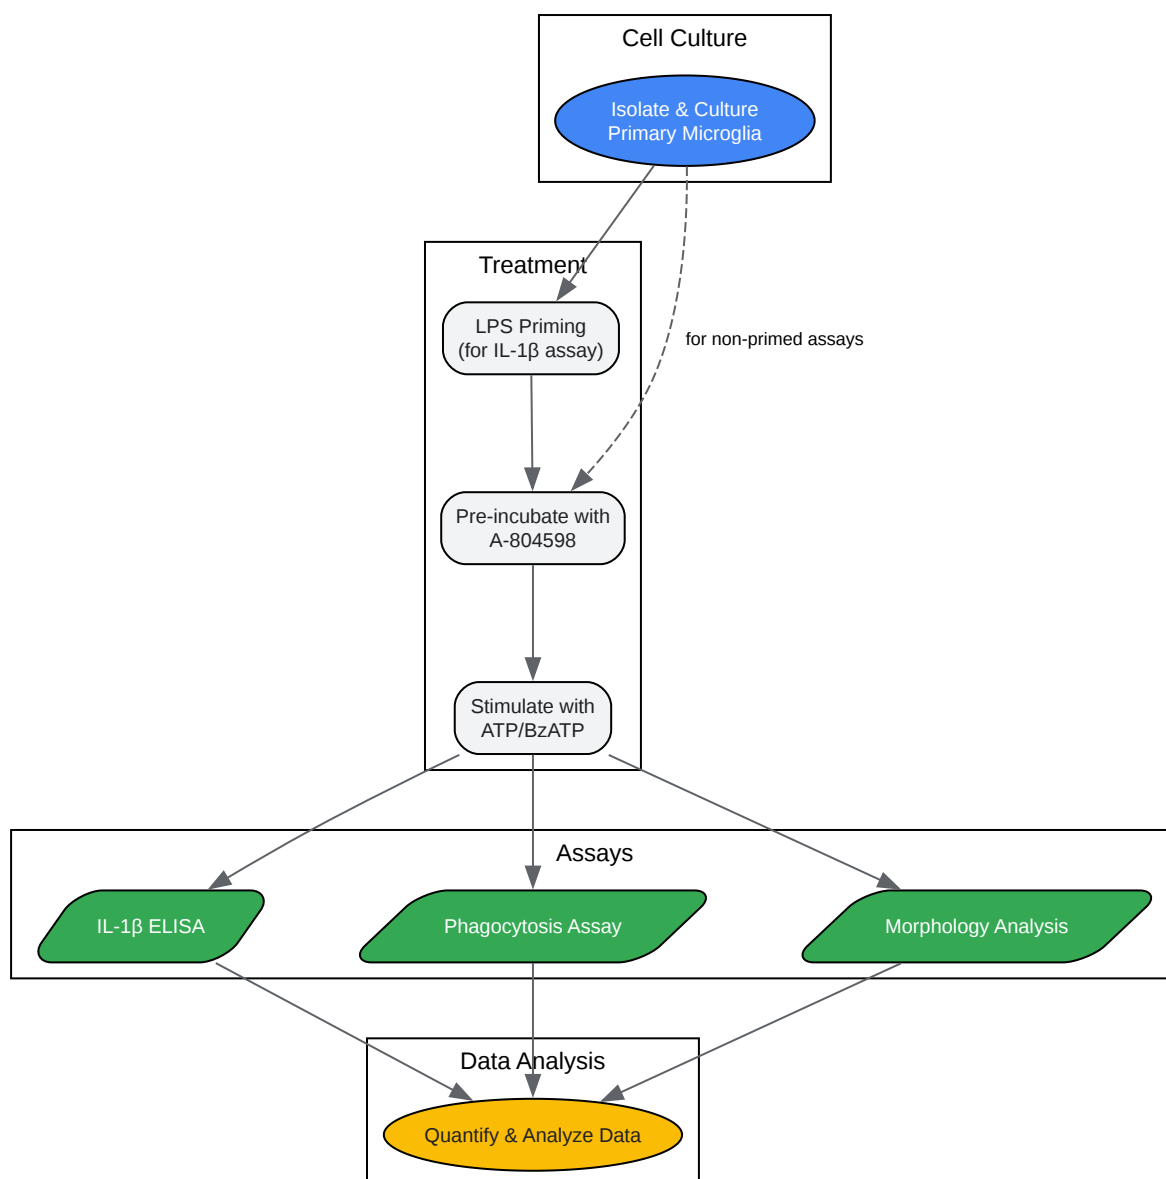 Cell Culture
Isolate & Culture
Primary Microglia
Treatment
LPS Priming
(for IL-1β assay)
for non-primed assays
Pre-incubate with
A-804598
Stimulate with
ATP/BzATP
Assays
IL-1β ELISA
Phagocytosis Assay
Morphology Analysis
Data Analysis
Quantify & Analyze Data